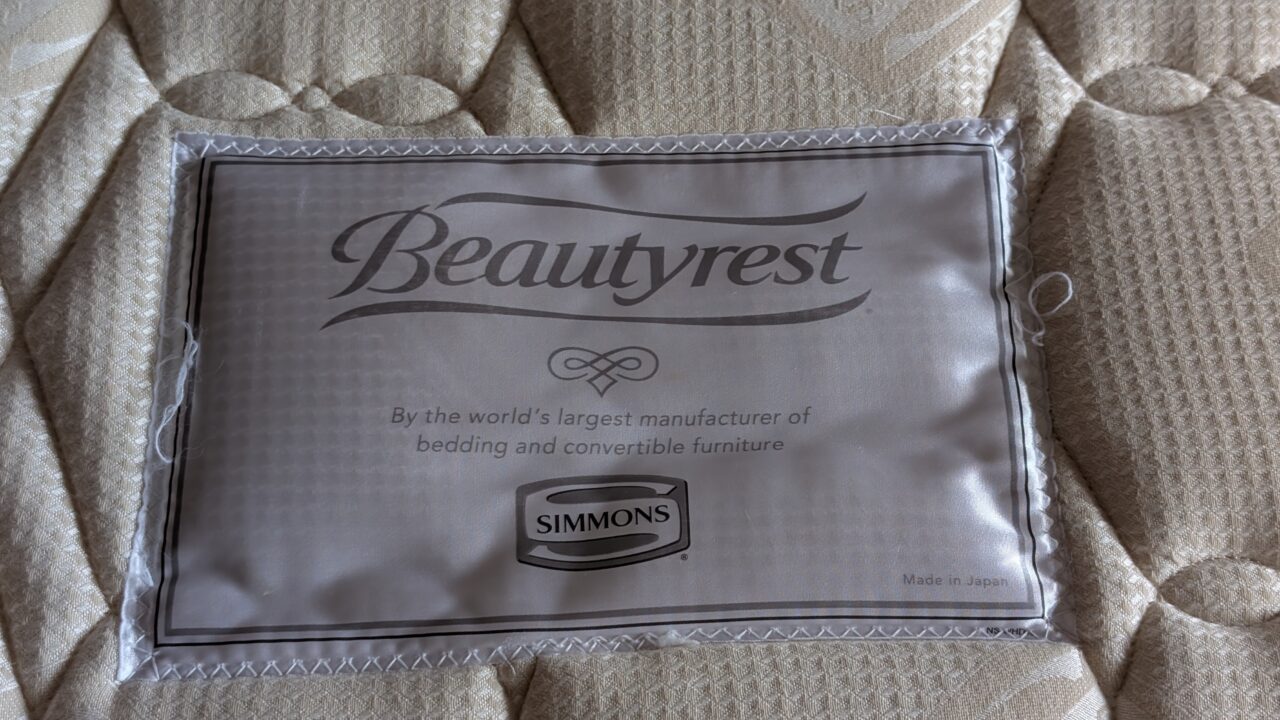 Beautyrest
By the world's largest manufacturer of
bedding and convertible furniture
SIMMONS
®
Made in Japan